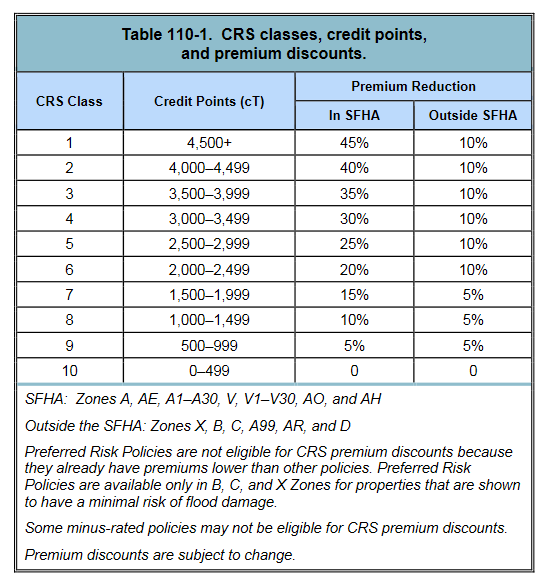 Table 110-1. CRS classes, credit points,
and premium discounts.
CRS Class Credit Points (cT) Premium Reduction
In SFHA Outside SFHA
1 4,500+ 45% 10%
2 4,000–4,499 40% 10%
3 3,500–3,999 35% 10%
4 3,000–3,499 30% 10%
5 2,500–2,999 25% 10%
6 2,000–2,499 20% 10%
7 1,500–1,999 15% 5%
8 1,000–1,499 10% 5%
9 500–999 5% 5%
10 0–499 0 0
SFHA: Zones A, AE, A1–A30, V, V1–V30, AO, and AH
Outside the SFHA: Zones X, B, C, A99, AR, and D
Preferred Risk Policies are not eligible for CRS premium discounts because
they already have premiums lower than other policies. Preferred Risk
Policies are available only in B, C, and X Zones for properties that are shown
to have a minimal risk of flood damage.
Some minus-rated policies may not be eligible for CRS premium discounts.
Premium discounts are subject to change.